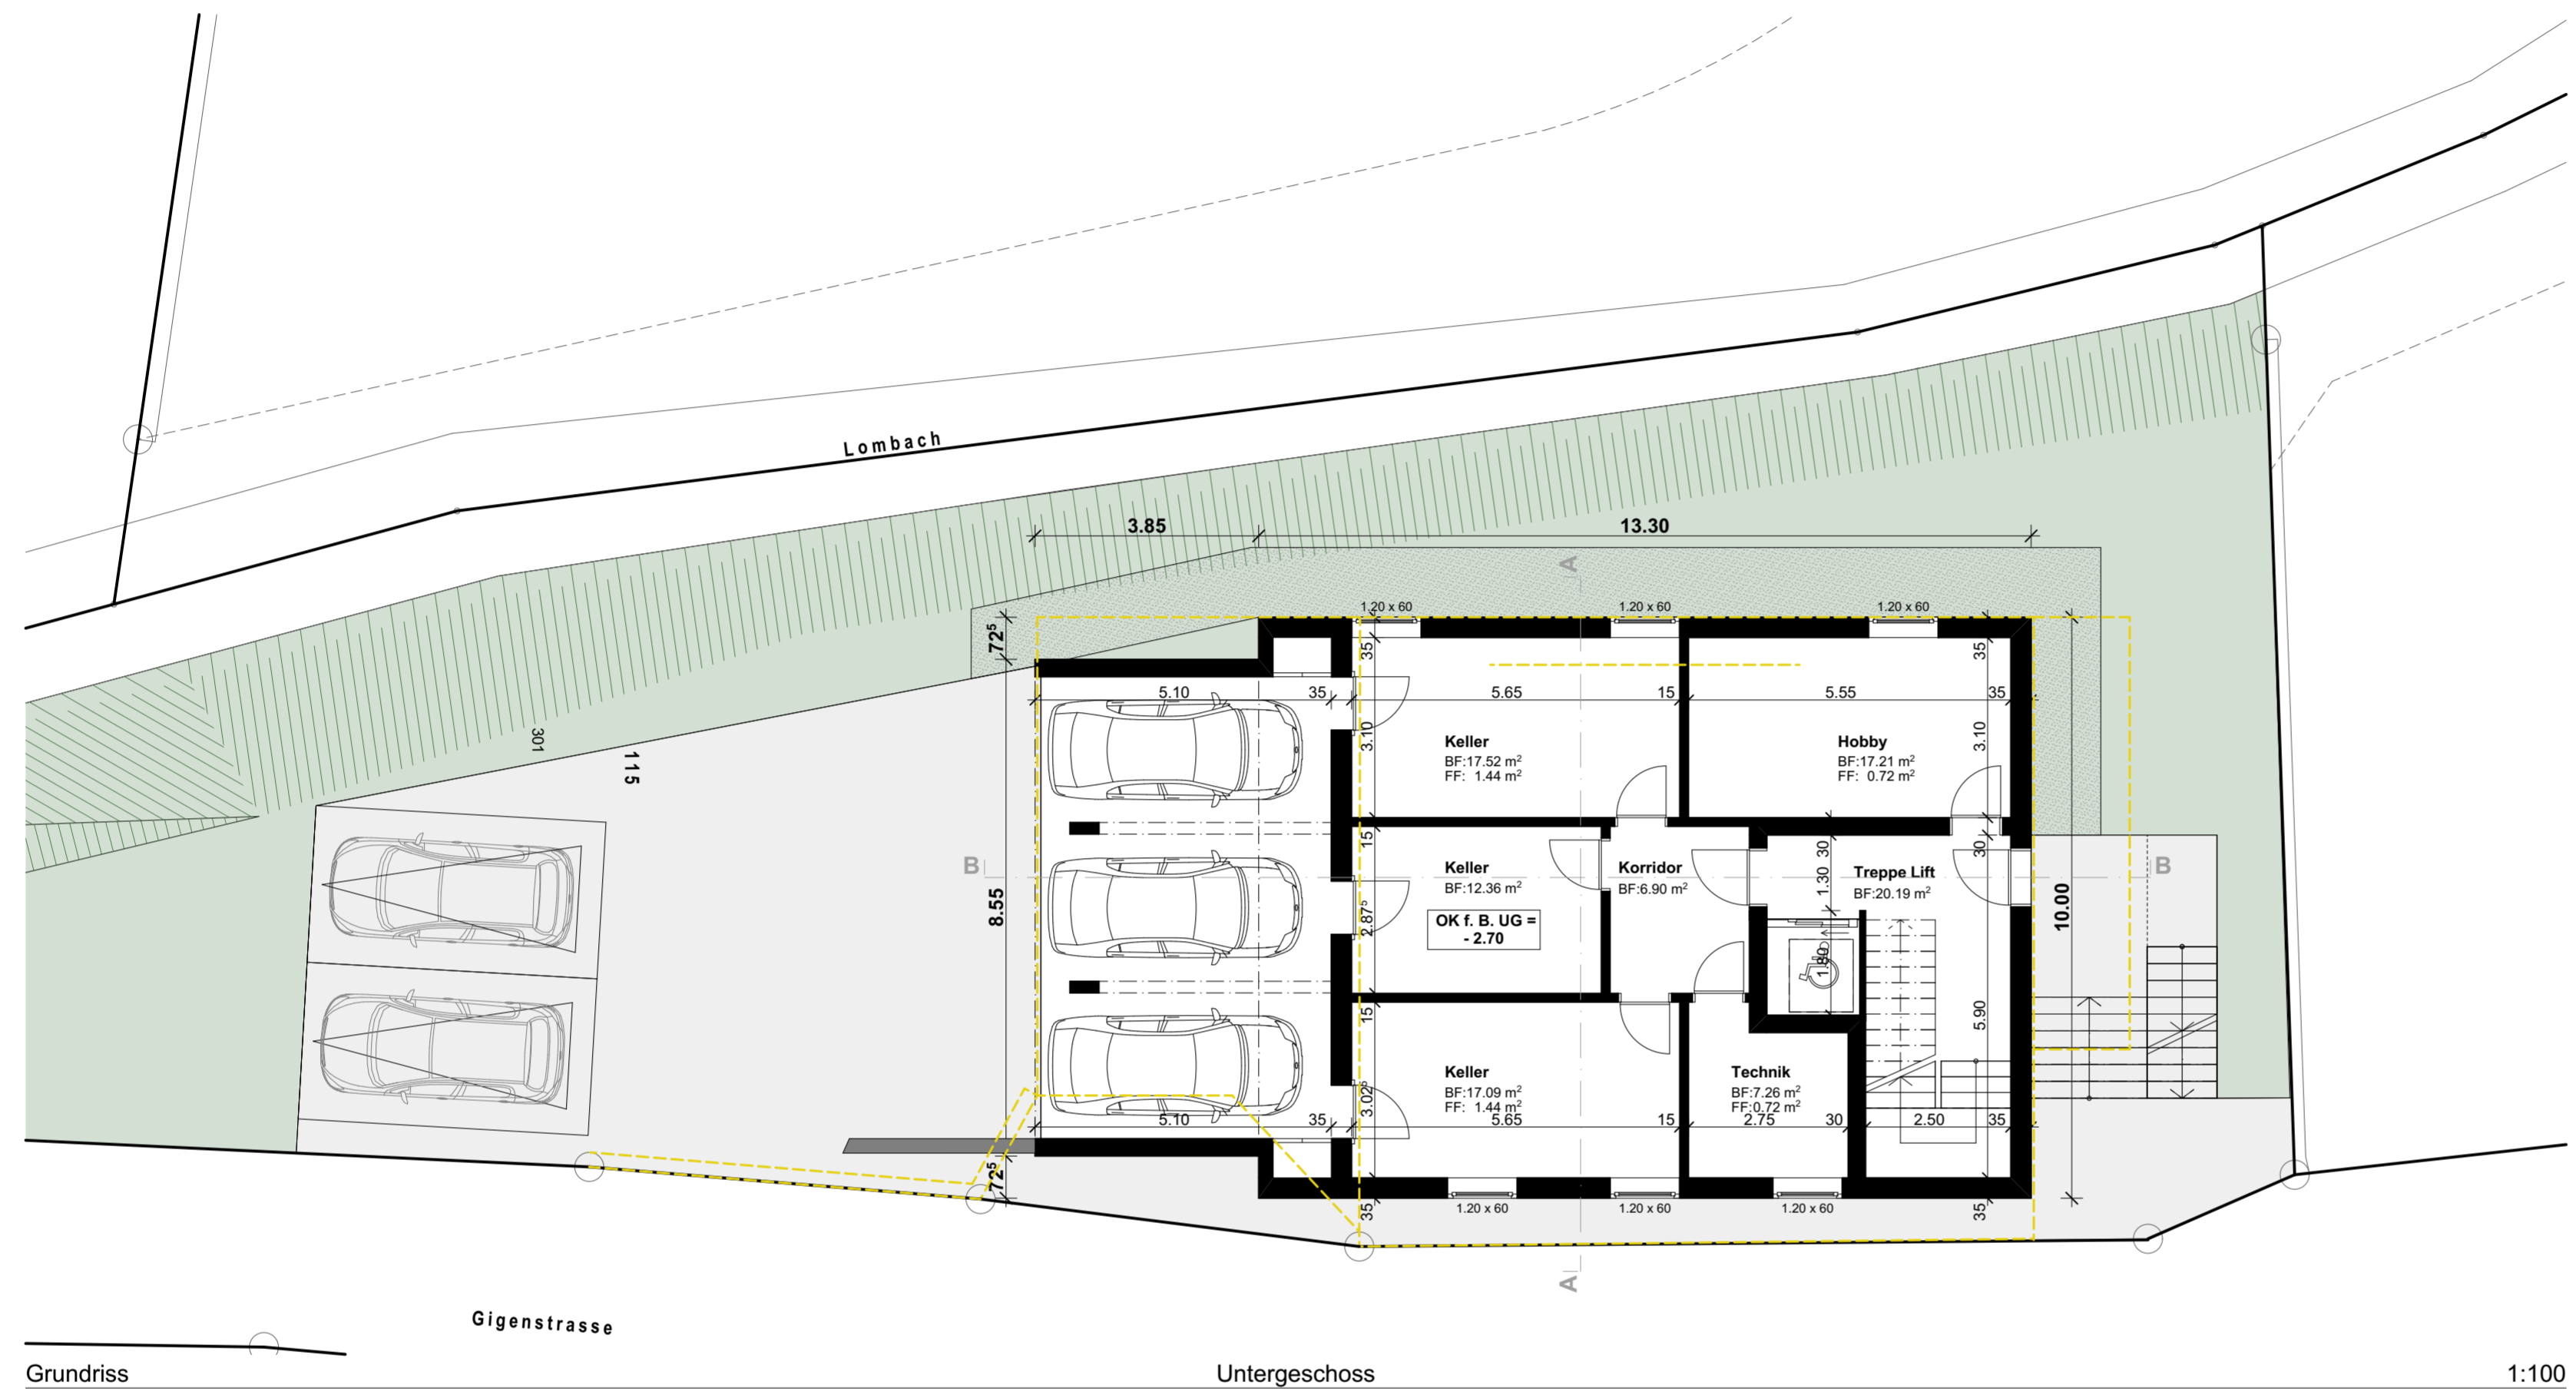 Lombach
3.85
13.30
A
1.20 x 60
1.20 x 60
1.20 x 60
72⁵
35
35
5.10
35
5.65
15
5.55
35
301
115
3.10
3.10
Keller
BF:17.52 m²
FF: 1.44 m²
Hobby
BF:17.21 m²
FF: 0.72 m²
15
30
30
B
B
Keller
BF:12.36 m²
Korridor
BF:6.90 m²
Treppe Lift
BF:20.19 m²
1.30
8.55
2.87⁵
10.00
OK f. B. UG =
- 2.70
1.80
15
5.90
Keller
BF:17.09 m²
FF: 1.44 m²
Technik
BF:7.26 m²
FF:0.72 m²
3.02⁵
5.10
35
5.65
15
2.75
30
2.50
35
72⁵
35
35
1.20 x 60
1.20 x 60
1.20 x 60
A
Gigenstrasse
Grundriss
Untergeschoss
1:100